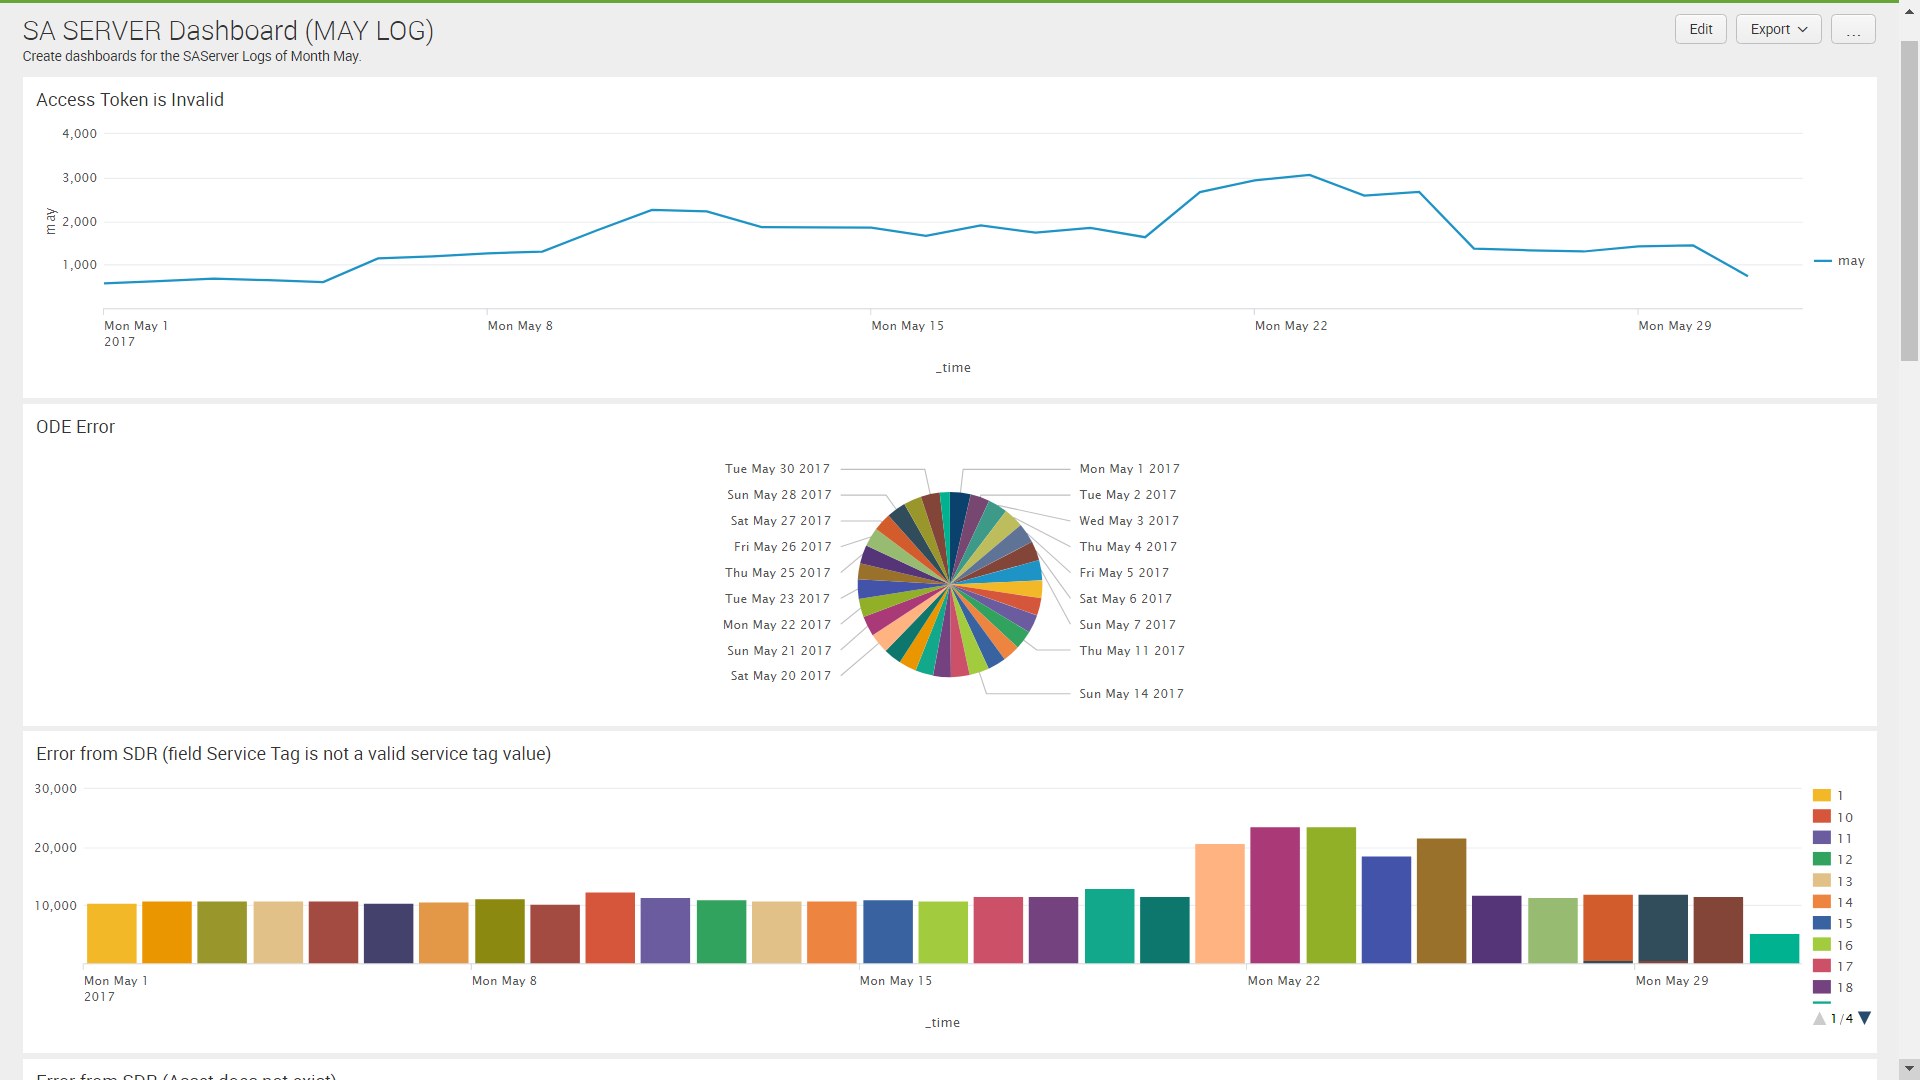 SA SERVER Dashboard (MAY LOG)
Edit
Export
...
Create dashboards for the SAServer Logs of Month May.
Access Token is Invalid
4,000
3,000
2,000
1,000
may
may
Mon May 1
2017
Mon May 8
Mon May 15
Mon May 22
Mon May 29
_time
ODE Error
Tue May 30 2017
Sun May 28 2017
Sat May 27 2017
Fri May 26 2017
Thu May 25 2017
Tue May 23 2017
Mon May 22 2017
Sun May 21 2017
Sat May 20 2017
Mon May 1 2017
Tue May 2 2017
Wed May 3 2017
Thu May 4 2017
Fri May 5 2017
Sat May 6 2017
Sun May 7 2017
Thu May 11 2017
Sun May 14 2017
Error from SDR (field Service Tag is not a valid service tag value)
30,000
20,000
10,000
Mon May 1
2017
Mon May 8
Mon May 15
Mon May 22
Mon May 29
_time
1
10
11
12
13
14
15
16
17
18
1 / 4
Error from SDR (Asset does not exist)